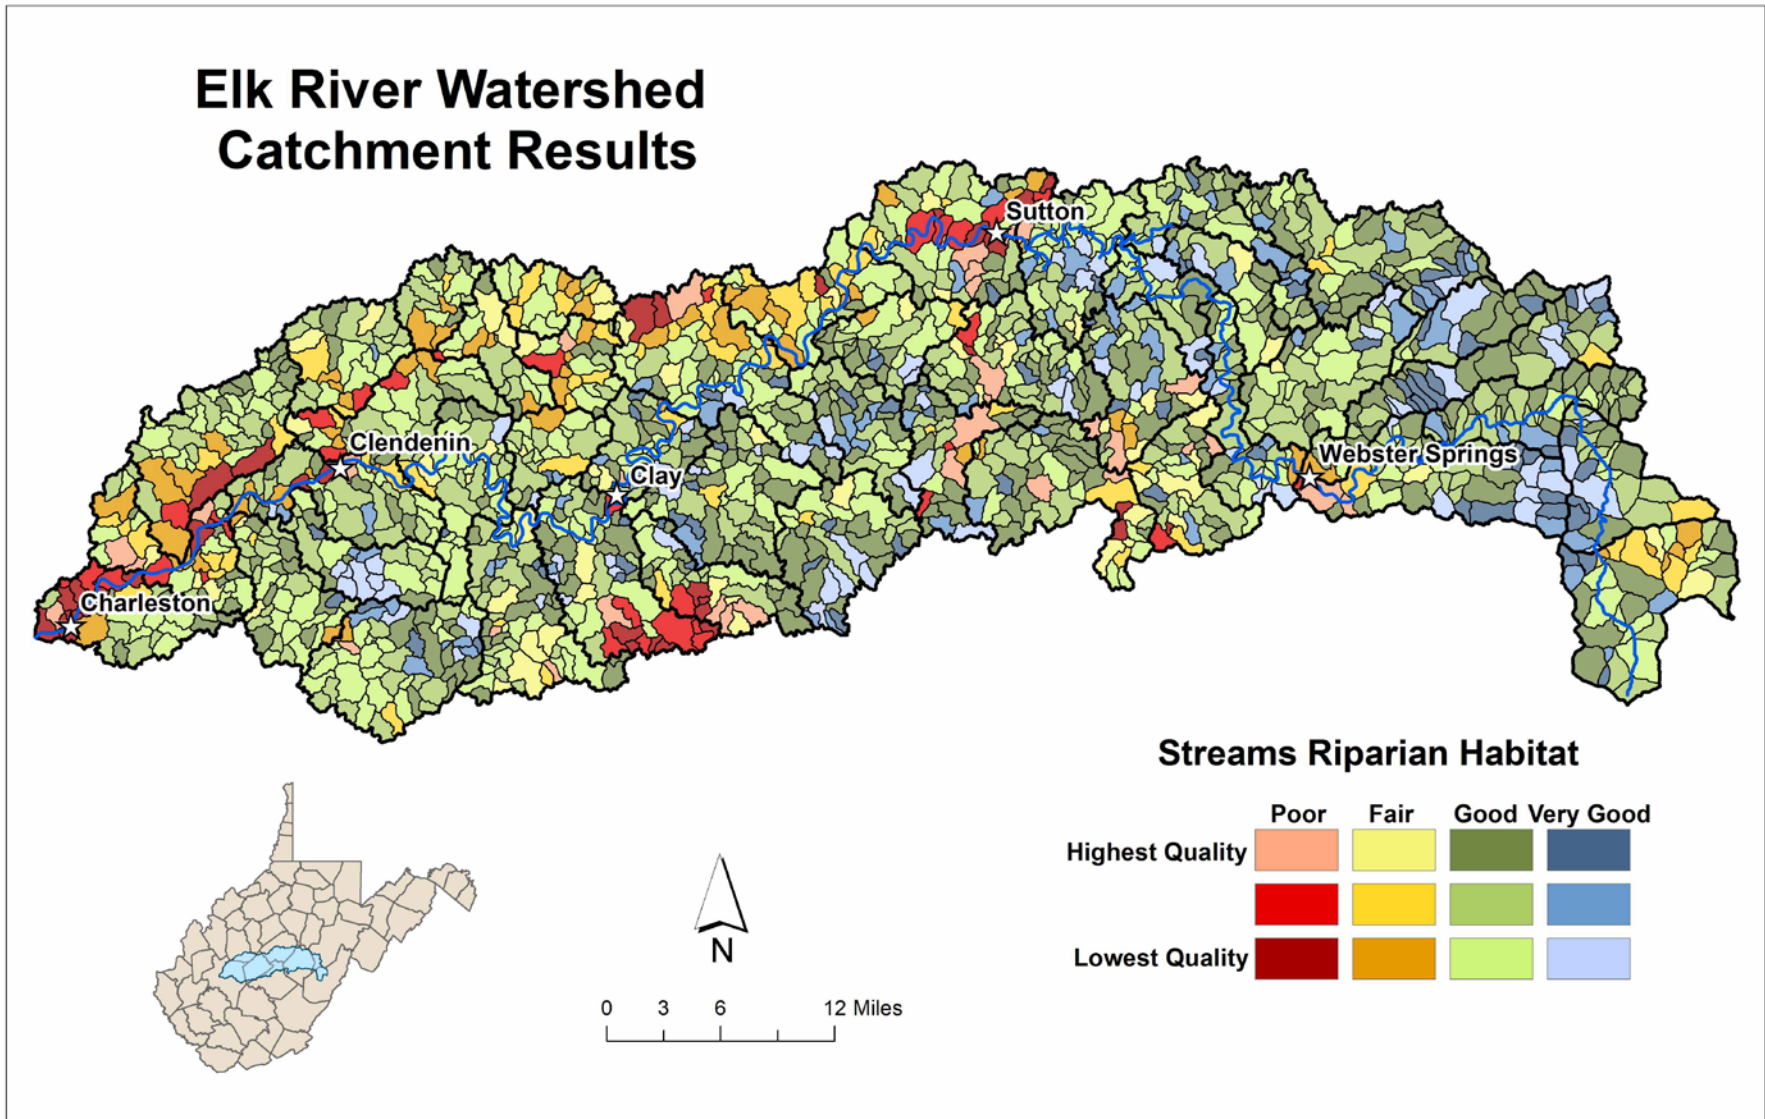 Elk River Watershed
Catchment Results
Sutton
Clendenin
Clay
Webster Springs
Charleston
Streams Riparian Habitat
Poor Fair Good Very Good
Highest Quality
Lowest Quality
N
0 3 6 12 Miles